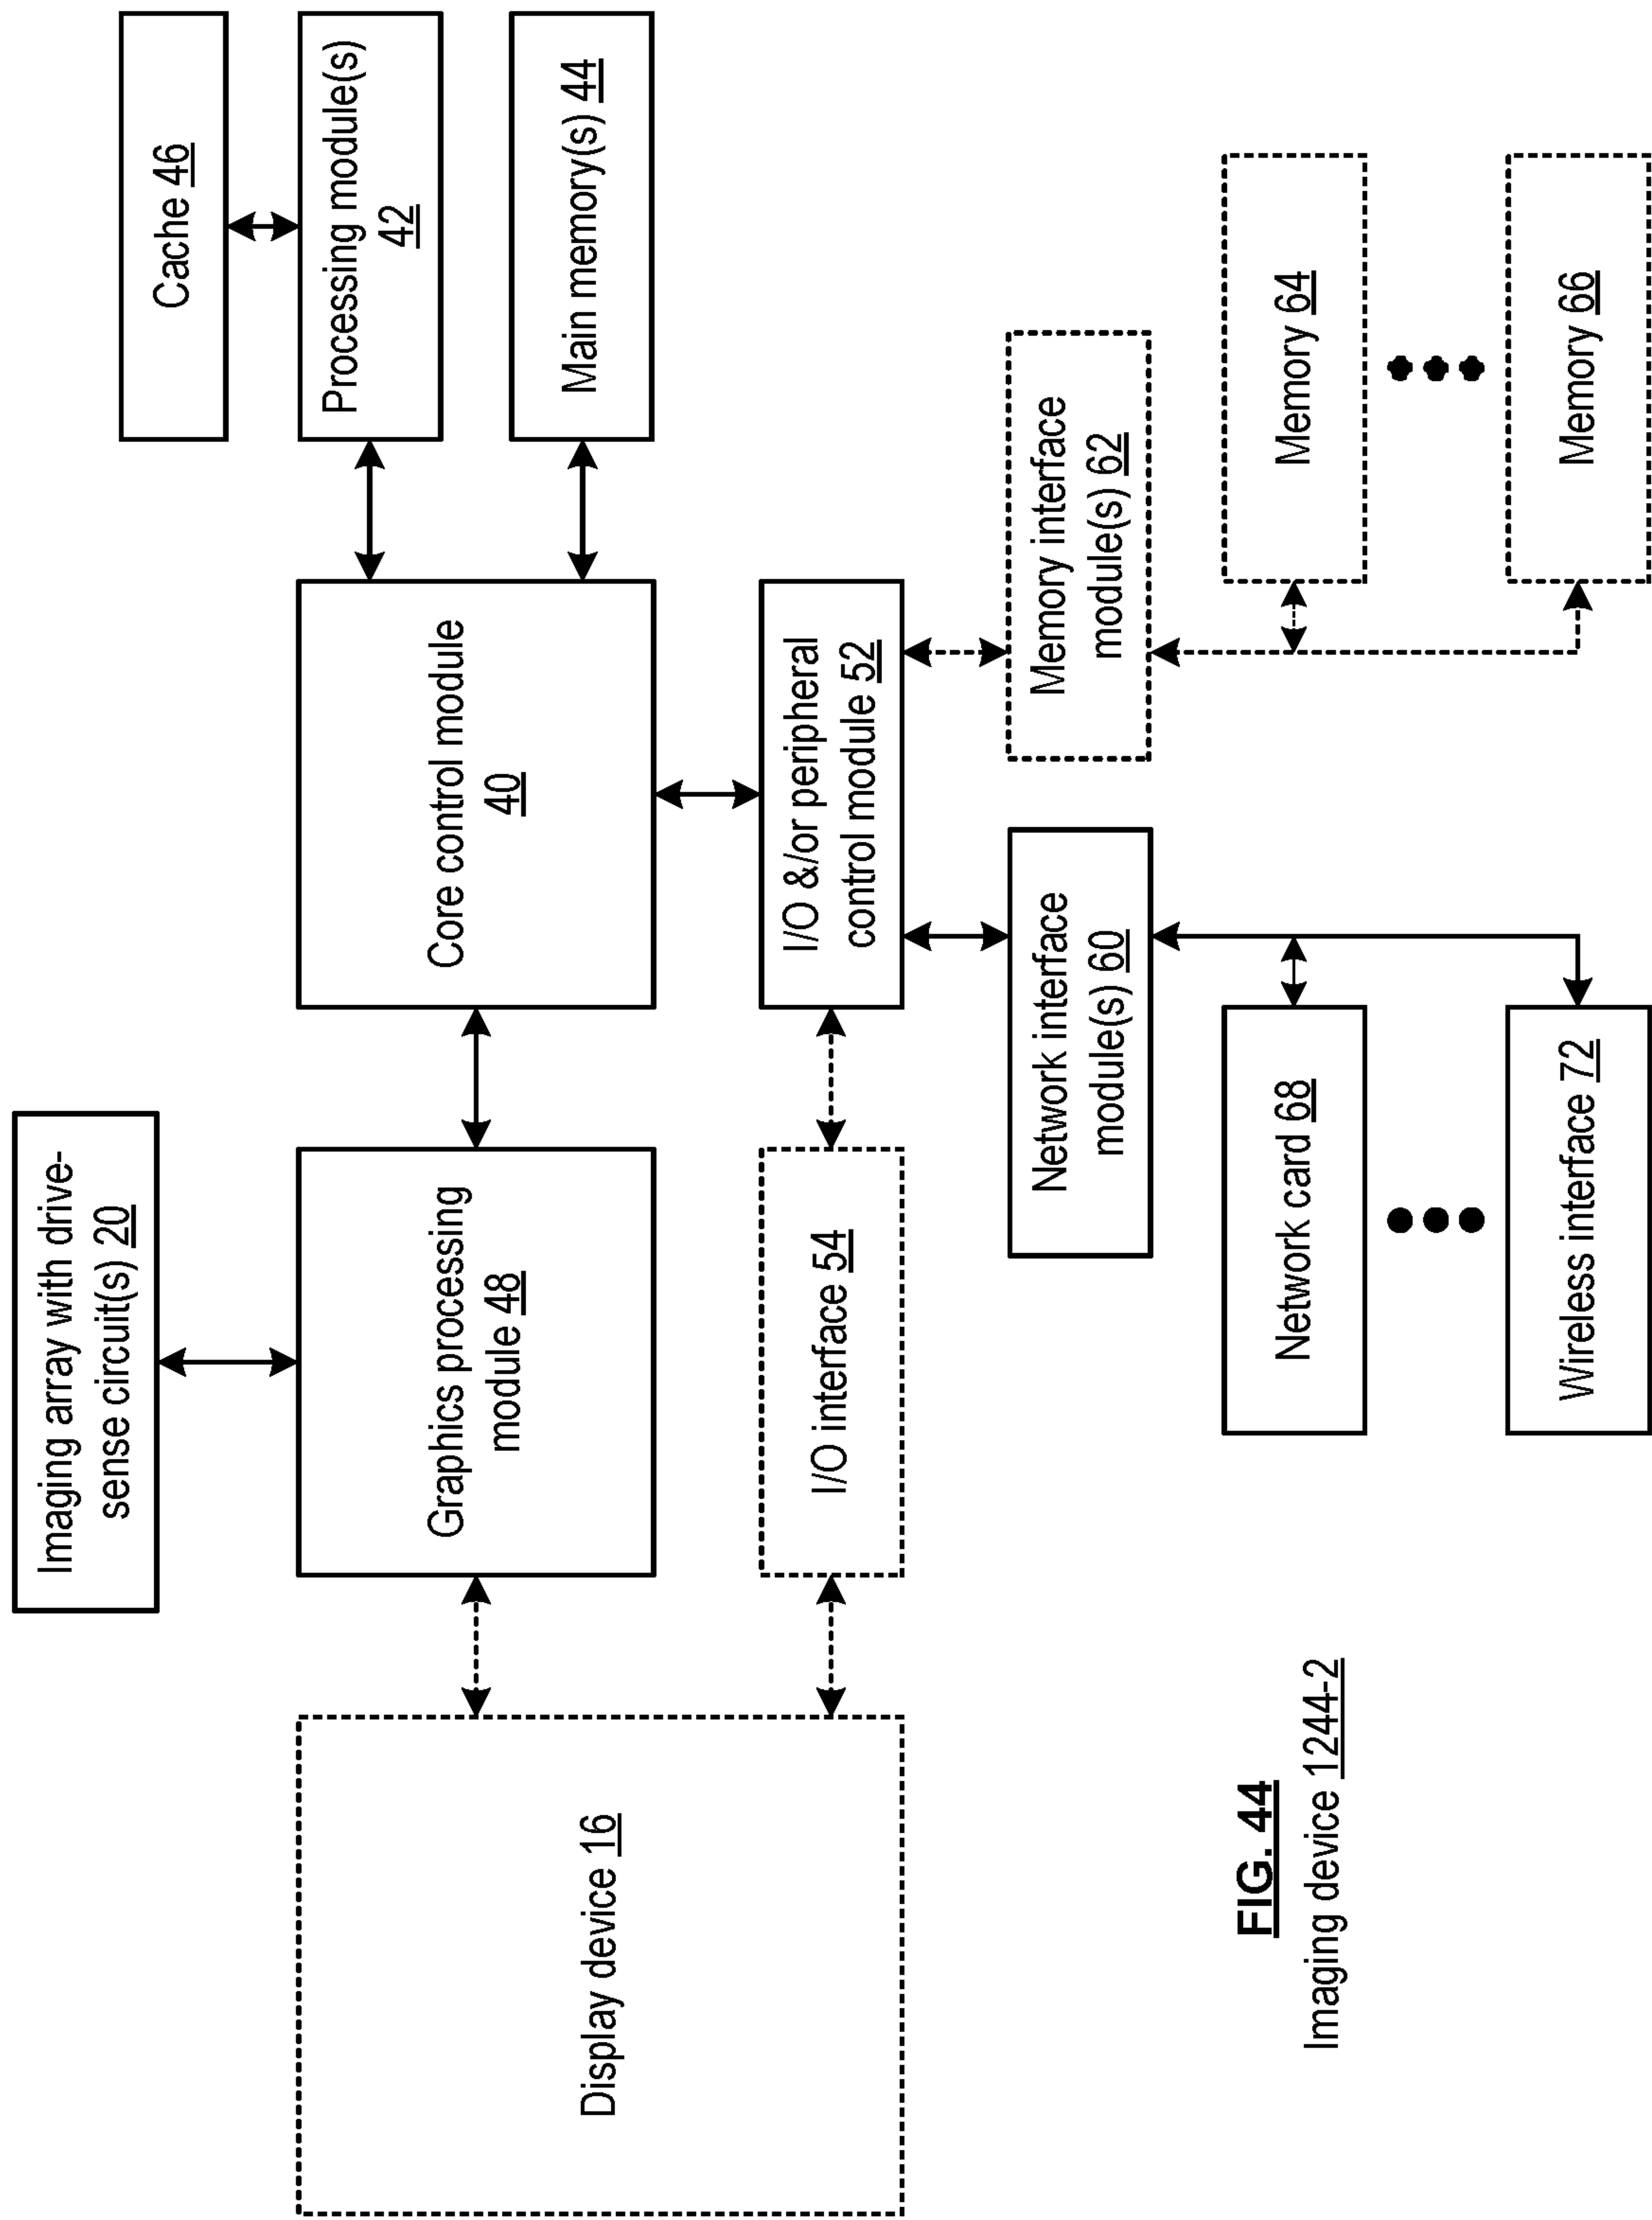 Cache 46
Processing module(s)
42
Main memory(s) 44
Core control module
40
Imaging array with drive-
sense circuit(s) 20
Graphics processing
module 48
Display device 16
I/O &/or peripheral
control module 52
I/O interface 54
Memory interface
module(s) 62
Network interface
module(s) 60
Memory 64
Memory 66
Network card 68
Wireless interface 72
FIG. 44
Imaging device 1244-2